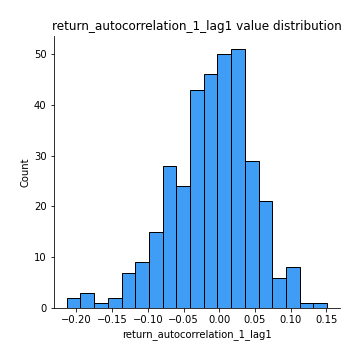 return_autocorrelation_1_lag1 value distribution
50
40
30
20
10
0
Count
−0.20 −0.15 −0.10 −0.05 0.00 0.05 0.10 0.15
return_autocorrelation_1_lag1